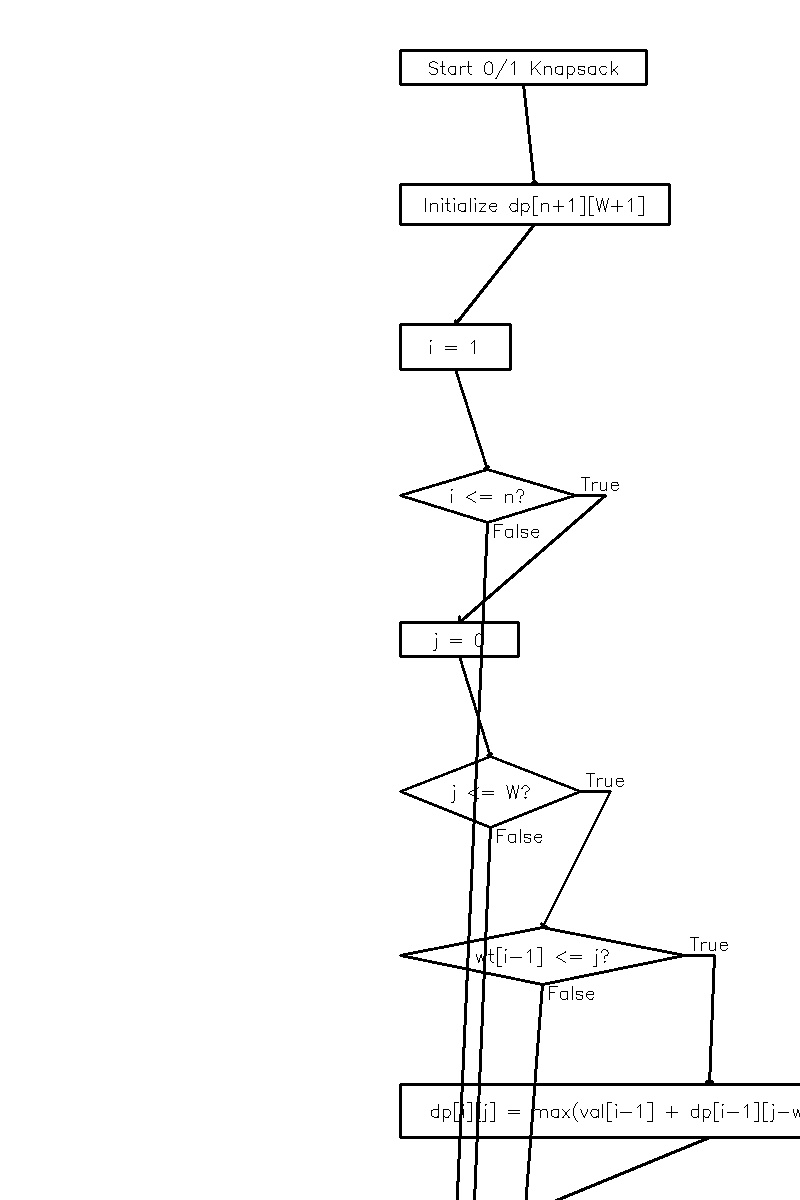 Start 0/1 Knapsack
Initialize dp[n+1][W+1]
i = 1
i <= n?
True
False
j = 0
j <= W?
True
False
wt[i-1] <= j?
True
False
dp[i][j] = max(val[i-1] + dp[i-1][j-w